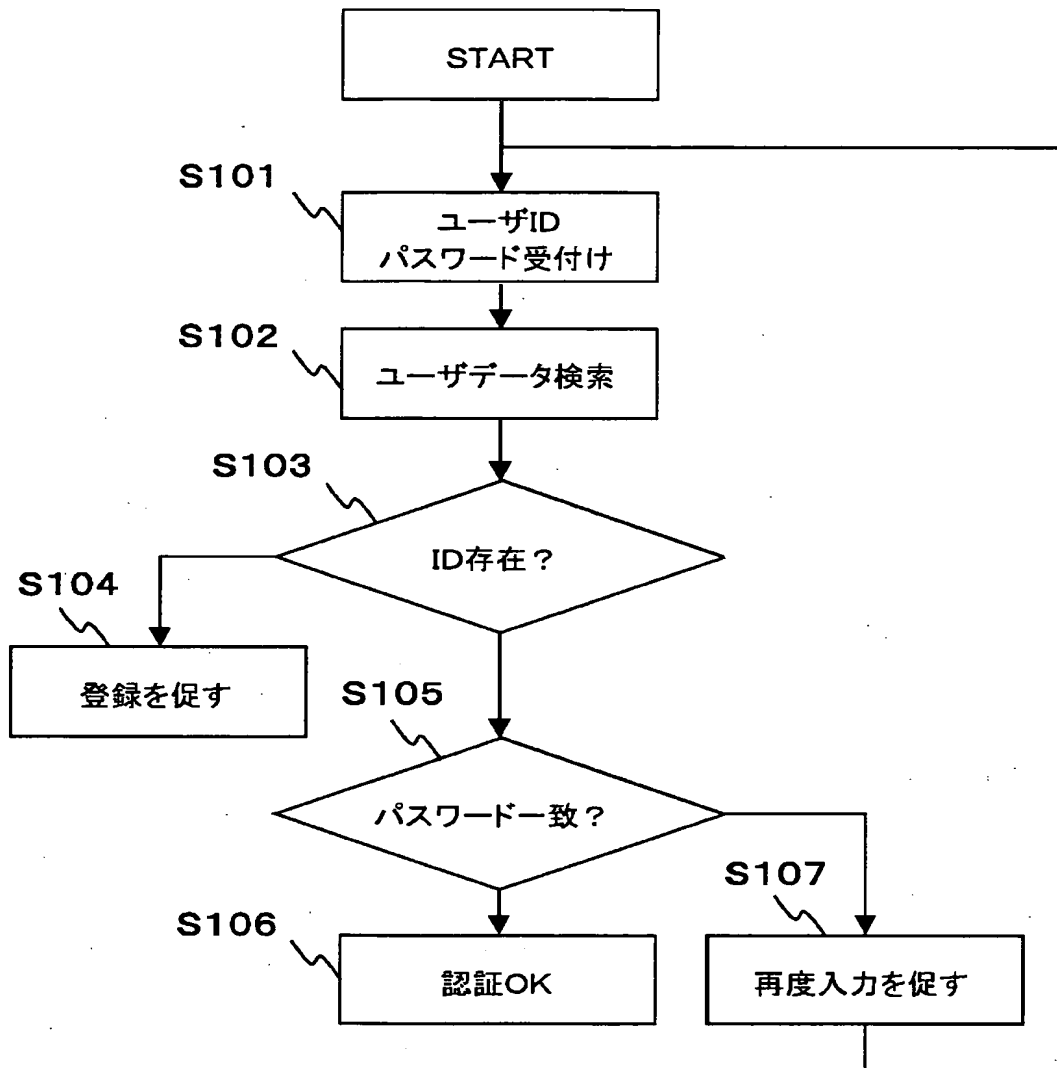 START
S101
ユーザID
パスワード受付け
S102
ユーザデータ検索
S103
ID存在？
S104
登録を促す
S105
パスワード一致？
S106
認証OK
S107
再度入力を促す